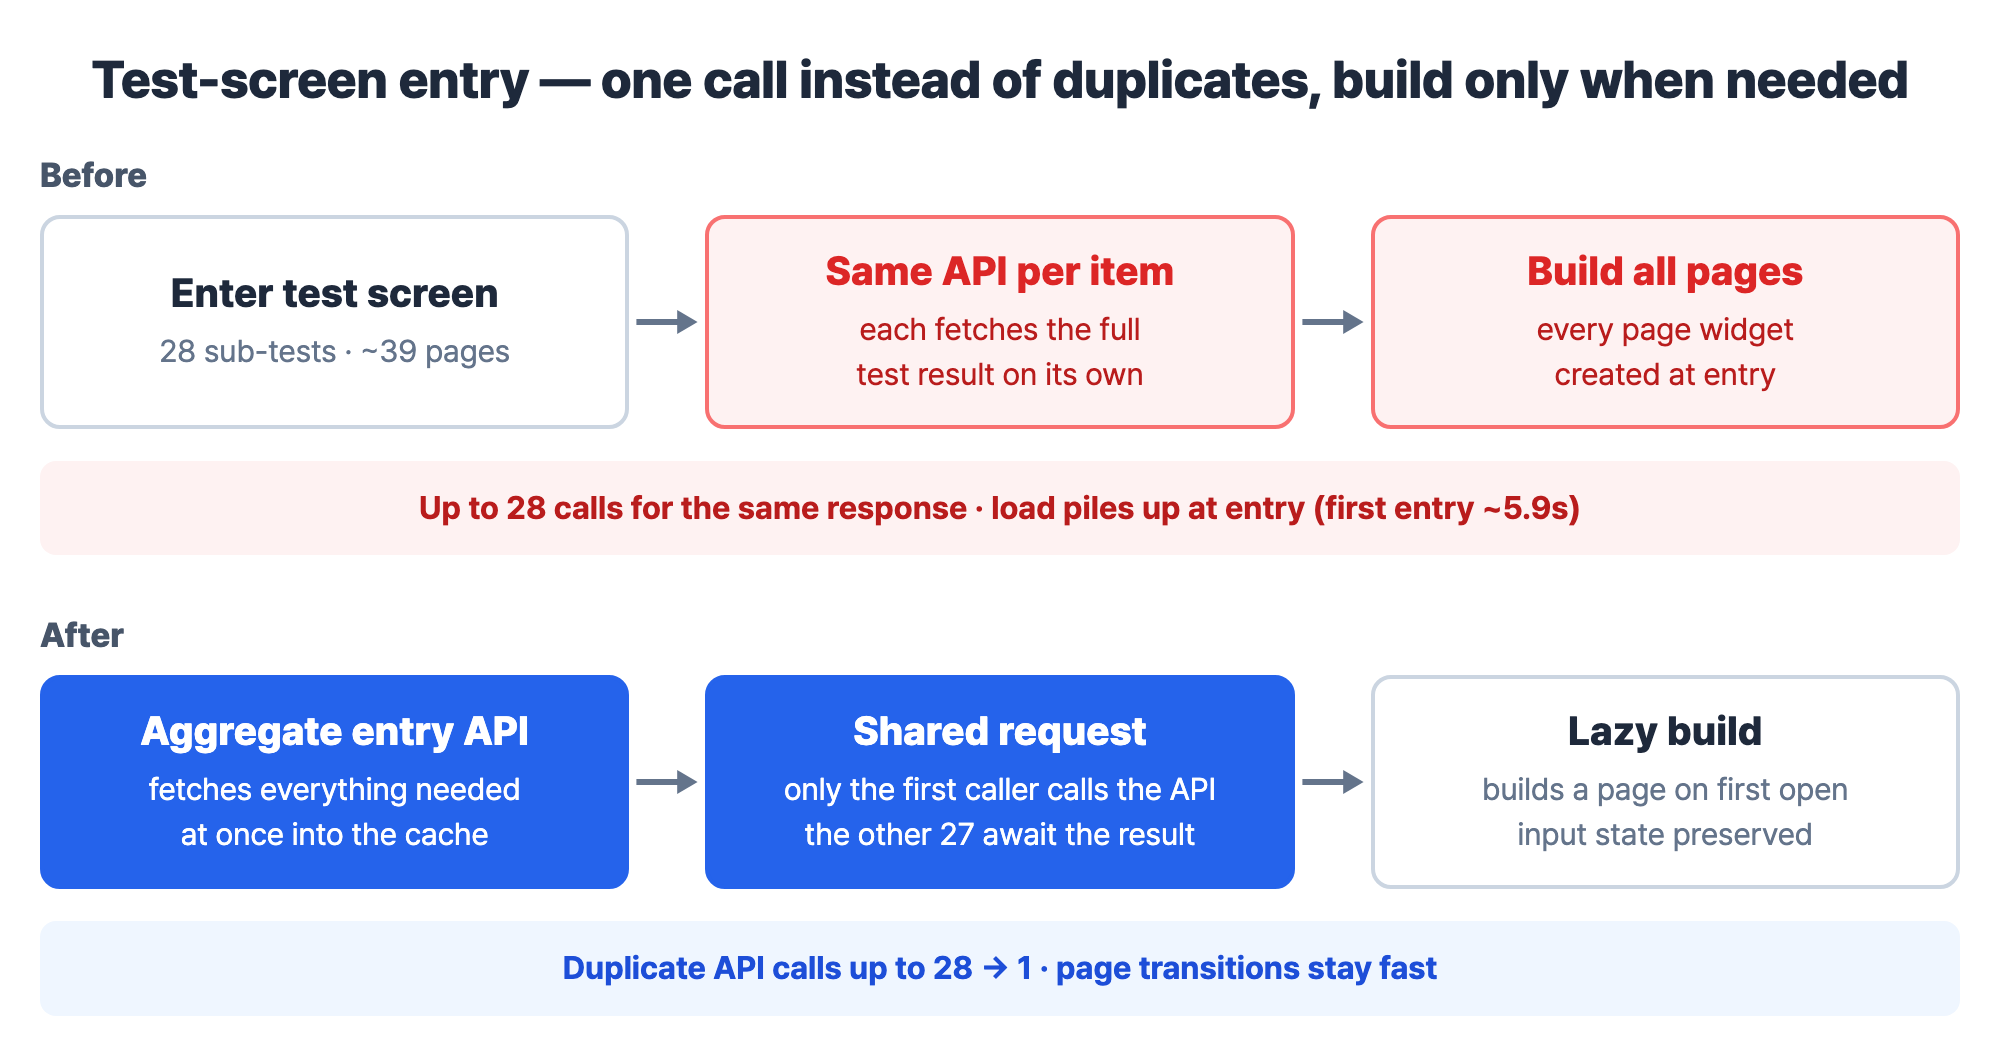 Test-screen entry — one call instead of duplicates, build only when needed
Before
Enter test screen
28 sub-tests · ~39 pages
Same API per item
each fetches the full
test result on its own
Build all pages
every page widget
created at entry
Up to 28 calls for the same response · load piles up at entry (first entry ~5.9s)
After
Aggregate entry API
fetches everything needed
at once into the cache
Shared request
only the first caller calls the API
the other 27 await the result
Lazy build
builds a page on first open
input state preserved
Duplicate API calls up to 28 → 1 · page transitions stay fast